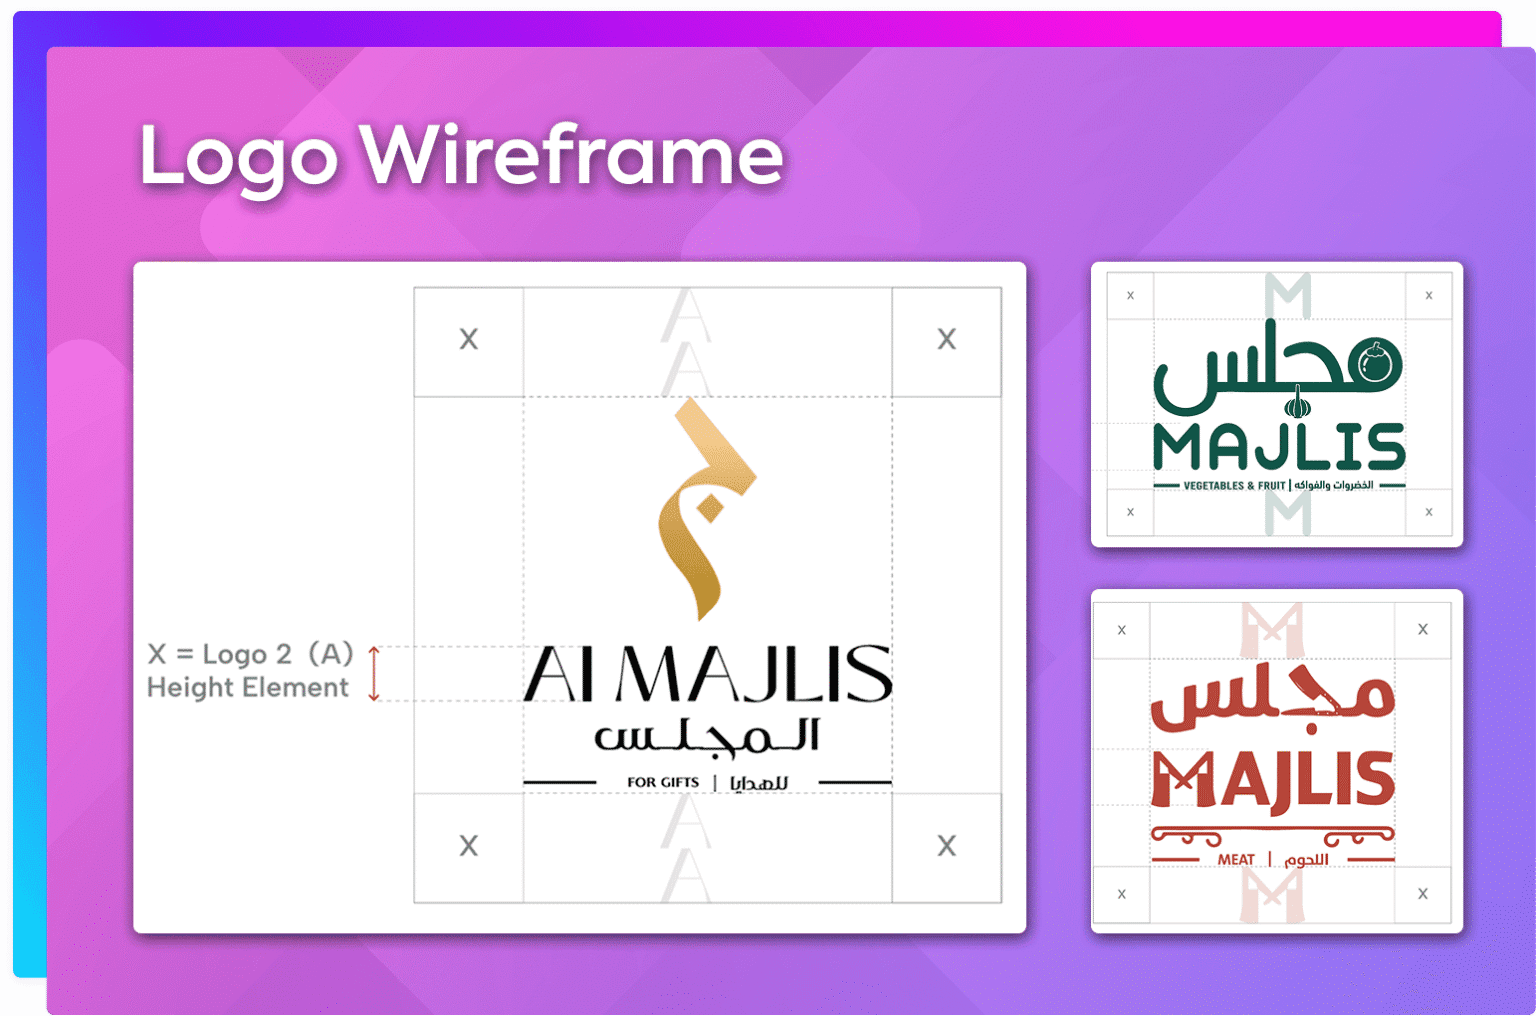 Logo Wireframe
X
A
X
A
X = Logo 2 (A)
Height Element
Al MAJLIS
المجلس
FOR GIFTS | للهدايا
X
A
X
A
X
M
X
مجلس
MAJLIS
VEGETABLES & FRUIT | الخضروات والفواكه
X
M
X
X
M
X
مجلس
MAJLIS
MEAT | اللحوم
X
M
X